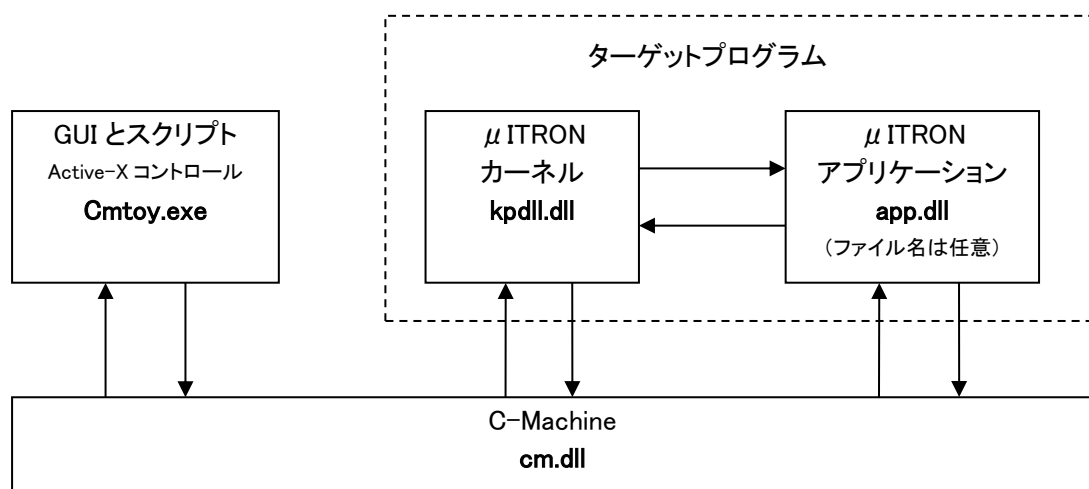 ターゲットプログラム
GUI とスクリプト
Active-X コントロール
Cmtoy.exe
μ ITRON
カーネル
kpdll.dll
μ ITRON
アプリケーション
app.dll
（ファイル名は任意）
C-Machine
cm.dll